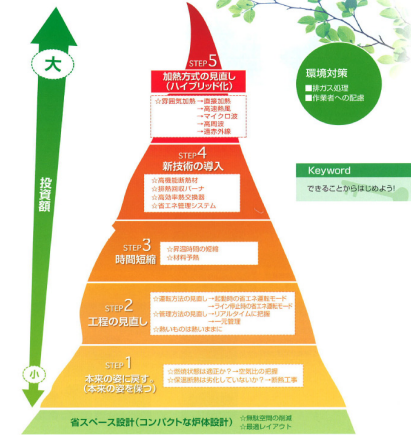 大
投資額
小
STEP5
加熱方式の見直し
(ハイブリッド化)
☆雰囲気加熱→直接加熱
→高速熱風
→マイクロ波
→高周波
→遠赤外線
STEP4
新技術の導入
☆高機能断熱材
☆排熱回収バーナ
☆高効率熱交換器
☆省エネ管理システム
STEP3
時間短縮
☆昇温時間の短縮
☆材料予熱
STEP2
工程の見直し
☆運転方法の見直し→起動時の省エネ運転モード
→ライン停止時の省エネ運転モード
☆管理方法の見直し→リアルタイムに把握
→一元管理
☆熱いものは熱いままに
STEP1
本来の姿に戻す
(本来の姿を保つ)
☆燃焼状態は適正か?→空気比の把握
☆保温断熱は劣化していないか?→断熱工事
省スペース設計(コンパクトな炉体設計)
☆無駄空間の削減
☆最適レイアウト
環境対策
■排ガス処理
■作業者への配慮
Keyword
できることからはじめよう!